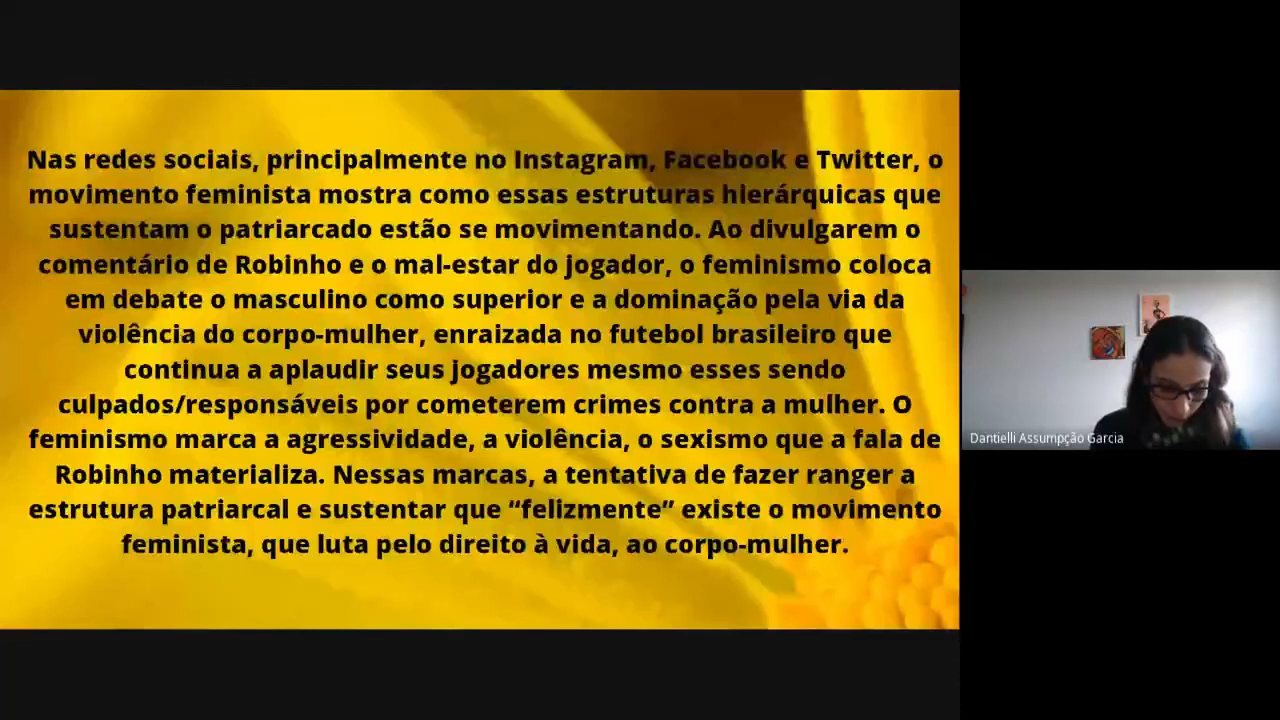 Nas redes sociais, principalmente no Instagram, Facebook e Twitter, o
movimento feminista mostra como essas estruturas hierárquicas que
sustentam o patriarcado estão se movimentando. Ao divulgarem o
comentário de Robinho e o mal-estar do jogador, o feminismo coloca
em debate o masculino como superior e a dominação pela via da
violência do corpo-mulher, enraizada no futebol brasileiro que
continua a aplaudir seus jogadores mesmo esses sendo
culpados/responsáveis por cometerem crimes contra a mulher. O
feminismo marca a agressividade, a violência, o sexismo que a fala de
Robinho materializa. Nessas marcas, a tentativa de fazer ranger a
estrutura patriarcal e sustentar que “felizmente” existe o movimento
feminista, que luta pelo direito à vida, ao corpo-mulher.
Dantielli Assumpção Garcia